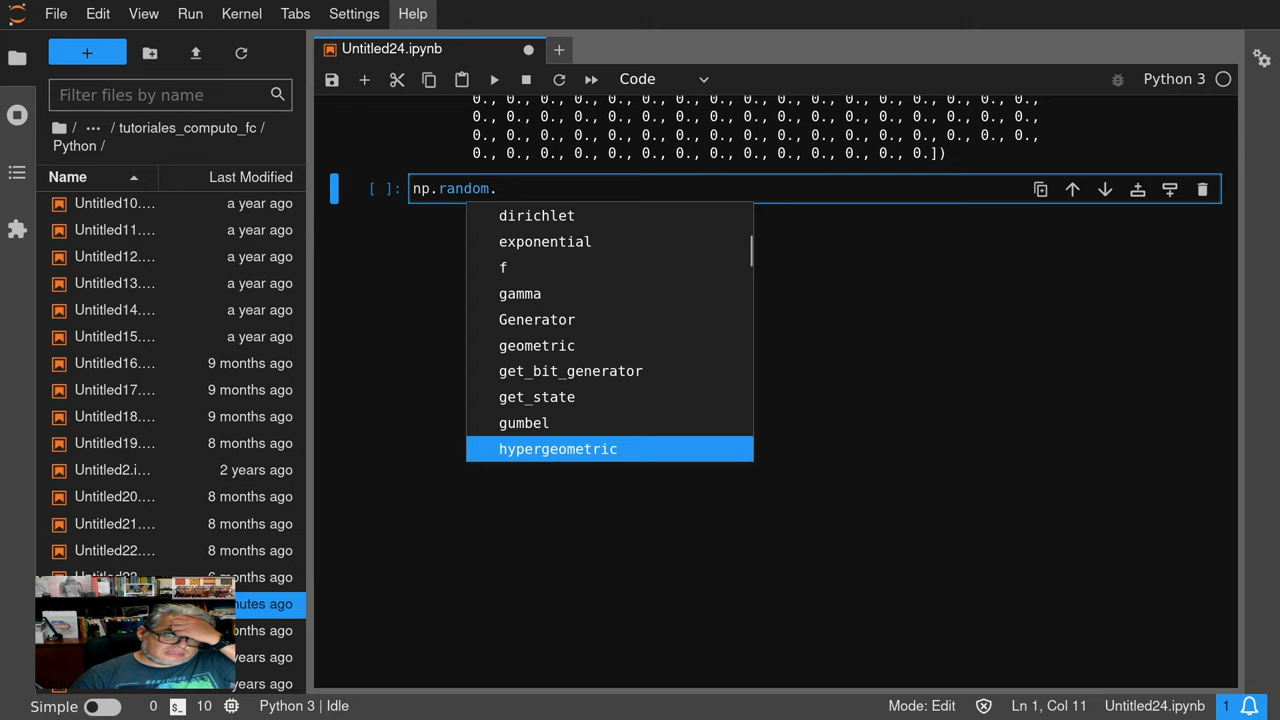 File Edit View Run Kernel Tabs Settings Help
Untitled24.ipynb
Code
Python 3
Filter files by name
/ ··· / tutoriales_computo_fc /
Python /
Name Last Modified
Untitled10.... a year ago
Untitled11.... a year ago
Untitled12.... a year ago
Untitled13.... a year ago
Untitled14.... a year ago
Untitled15.... a year ago
Untitled16.... 9 months ago
Untitled17.... 9 months ago
Untitled18.... 9 months ago
Untitled19.... 8 months ago
Untitled2.i... 2 years ago
Untitled20.... 8 months ago
Untitled21.... 8 months ago
Untitled22.... 8 months ago
months ago
ago
ago
ago
ago
0., 0., 0., 0., 0., 0., 0., 0., 0., 0., 0., 0., 0., 0., 0., 0., 0.,
0., 0., 0., 0., 0., 0., 0., 0., 0., 0., 0., 0., 0., 0., 0., 0., 0.,
0., 0., 0., 0., 0., 0., 0., 0., 0., 0., 0., 0., 0., 0., 0., 0., 0.,
0., 0., 0., 0., 0., 0., 0., 0., 0., 0., 0., 0., 0., 0.])
[ ]: np.random.
dirichlet
exponential
f
gamma
Generator
geometric
get_bit_generator
get_state
gumbel
hypergeometric
Simple 0 10 Python 3 | Idle Mode: Edit Ln 1, Col 11 Untitled24.ipynb 1